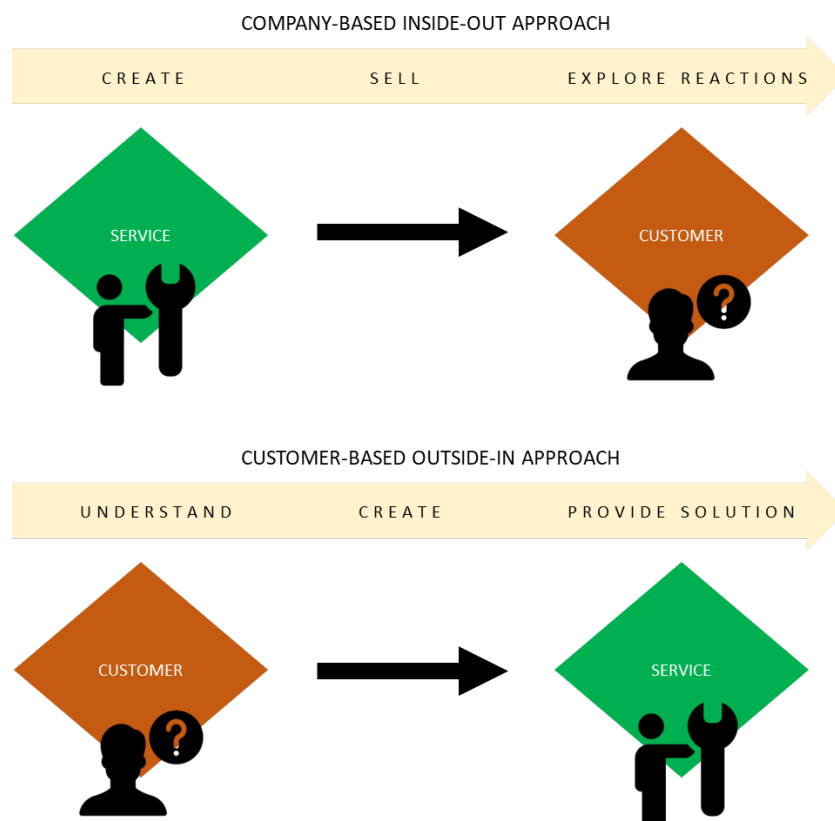 COMPANY-BASED INSIDE-OUT APPROACH
CREATE SELL EXPLORE REACTIONS
SERVICE CUSTOMER
?
CUSTOMER-BASED OUTSIDE-IN APPROACH
UNDERSTAND CREATE PROVIDE SOLUTION
CUSTOMER SERVICE
?